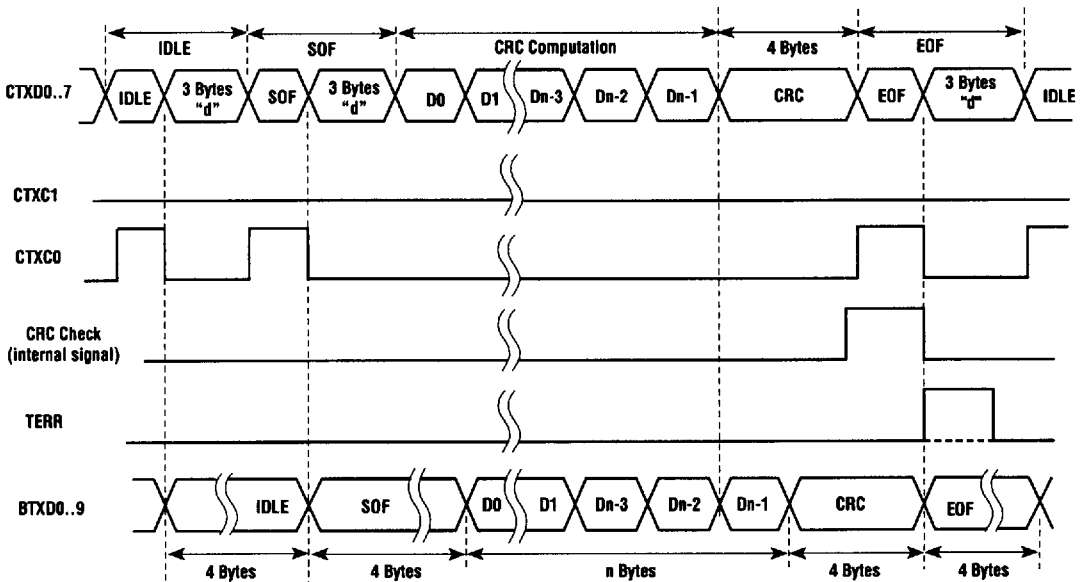 IDLE SOF CRC Computation 4 Bytes EOF
CTXD0..7 IDLE 3 Bytes "d" SOF 3 Bytes "d" D0 D1 Dn-3 Dn-2 Dn-1 CRC EOF 3 Bytes "d" IDLE
CTXC1
CTXC0
CRC Check
(internal signal)
TERR
BTXD0..9 IDLE SOF D0 D1 Dn-3 Dn-2 Dn-1 CRC EOF
4 Bytes 4 Bytes n Bytes 4 Bytes 4 Bytes